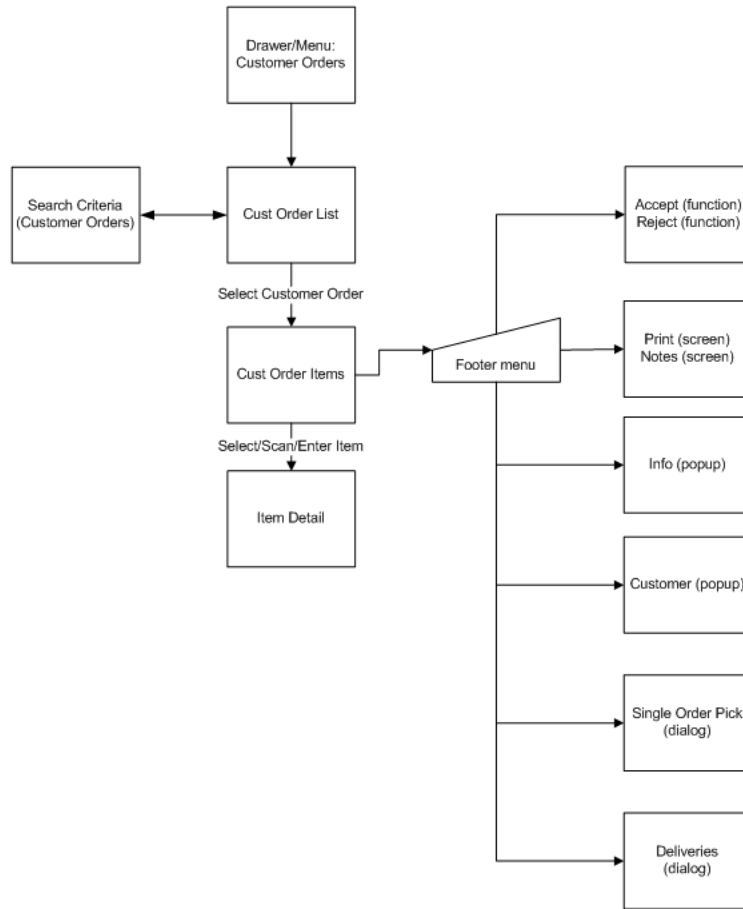 Drawer/Menu:
Customer Orders
Search Criteria
(Customer Orders)
Cust Order List
Accept (function)
Reject (function)
Select Customer Order
Cust Order Items
Footer menu
Print (screen)
Notes (screen)
Select/Scan/Enter Item
Item Detail
Info (popup)
Customer (popup)
Single Order Pick
(dialog)
Deliveries
(dialog)